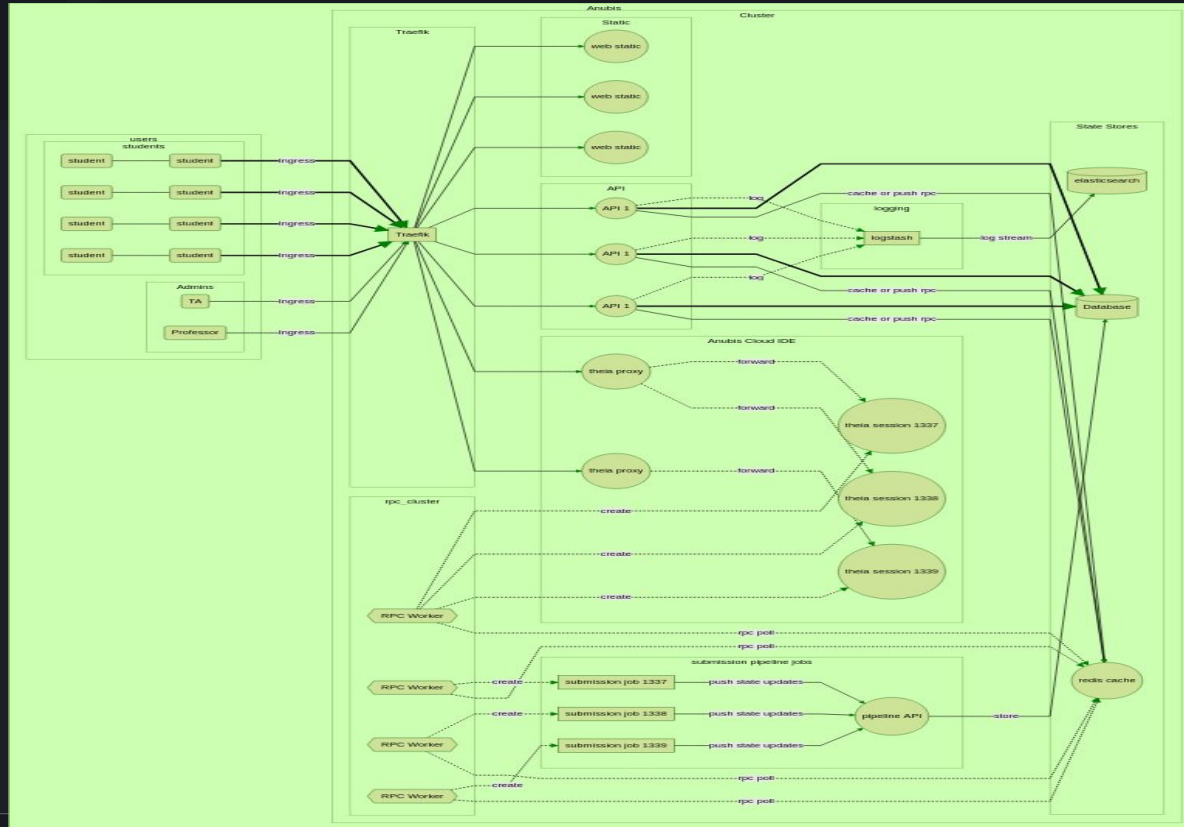 Anubis
Cluster
Traefik
Static
web static
web static
web static
State Stores
users
students
student student Ingress
student student Ingress
student student Ingress
student student Ingress
Traefik
Admins
TA Ingress
Professor Ingress
API
API 1
API 1
API 1
log
log
log
cache or push rpc
cache or push rpc
cache or push rpc
logging
logstash
log stream
elasticsearch
Database
Anubis Cloud IDE
theia proxy
theia proxy
forward
forward
forward
theia session 1337
theia session 1338
theia session 1339
create
create
create
rpc_cluster
RPC Worker
RPC Worker
RPC Worker
RPC Worker
rpc poll
rpc poll
submission pipeline jobs
create submission job 1337 push state updates
create submission job 1338 push state updates
submission job 1339 push state updates
create
pipeline API
store
redis cache
rpc poll
rpc poll